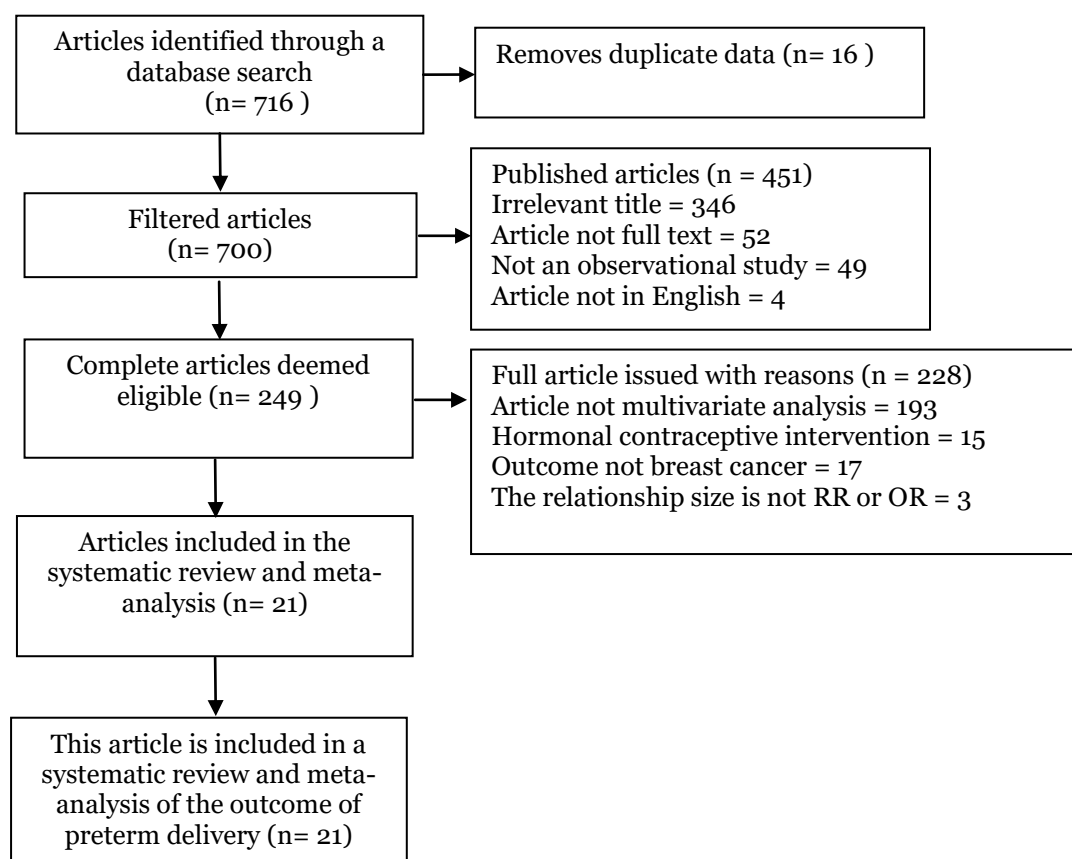 Articles identified through a
database search
(n= 716 )
Removes duplicate data (n= 16 )
Filtered articles
(n= 700)
Published articles (n = 451)
Irrelevant title = 346
Article not full text = 52
Not an observational study = 49
Article not in English = 4
Complete articles deemed
eligible (n= 249 )
Full article issued with reasons (n = 228)
Article not multivariate analysis = 193
Hormonal contraceptive intervention = 15
Outcome not breast cancer = 17
The relationship size is not RR or OR = 3
Articles included in the
systematic review and meta-
analysis (n= 21)
This article is included in a
systematic review and meta-
analysis of the outcome of
preterm delivery (n= 21)